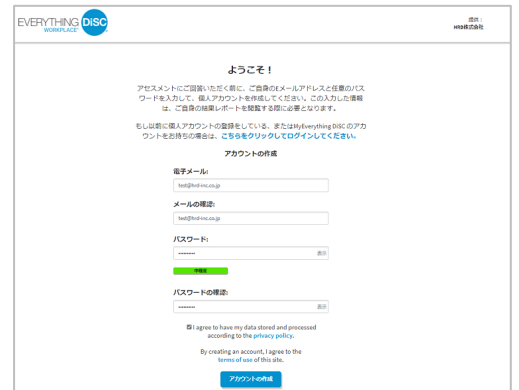 EVERYTHING DiSC
WORKPLACE
提供:
HRD株式会社
ようこそ！
アセスメントにご回答いただく前に、ご自身のEメールアドレスと任意のパス
ワードを入力して、個人アカウントを作成してください。この入力した情報
は、ご自身の結果レポートを閲覧する際に必要となります。
もし以前に個人アカウントの登録をしている、またはMyEverything DiSC のアカ
ウントをお持ちの場合は、こちらをクリックしてログインしてください。
アカウントの作成
電子メール:
test@hrd-inc.co.jp
メールの確認:
test@hrd-inc.co.jp
パスワード:
表示
中程度
パスワードの確認:
表示
I agree to have my data stored and processed
according to the privacy policy.
By creating an account, I agree to the
terms of use of this site.
アカウントの作成